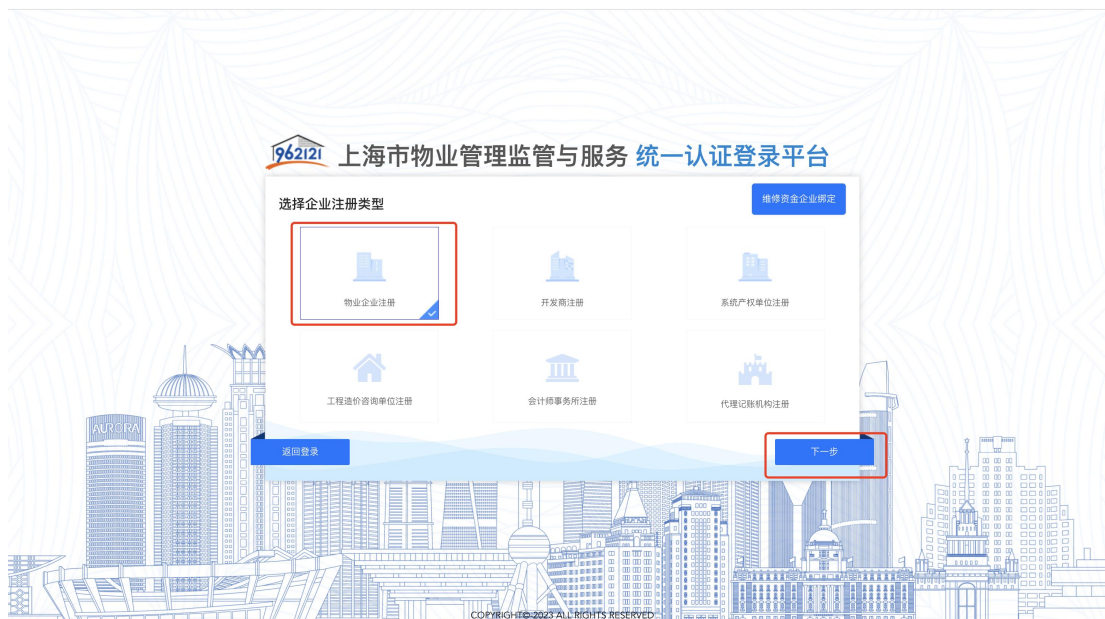 962121
上海市物业管理监管与服务 统一认证登录平台
选择企业注册类型
维修资金企业绑定
物业企业注册
开发商注册
系统产权单位注册
工程造价咨询单位注册
会计师事务所注册
代理记账机构注册
AURORA
返回登录
下一步
COPYRIGHT© 2023 ALL RIGHTS RESERVED.